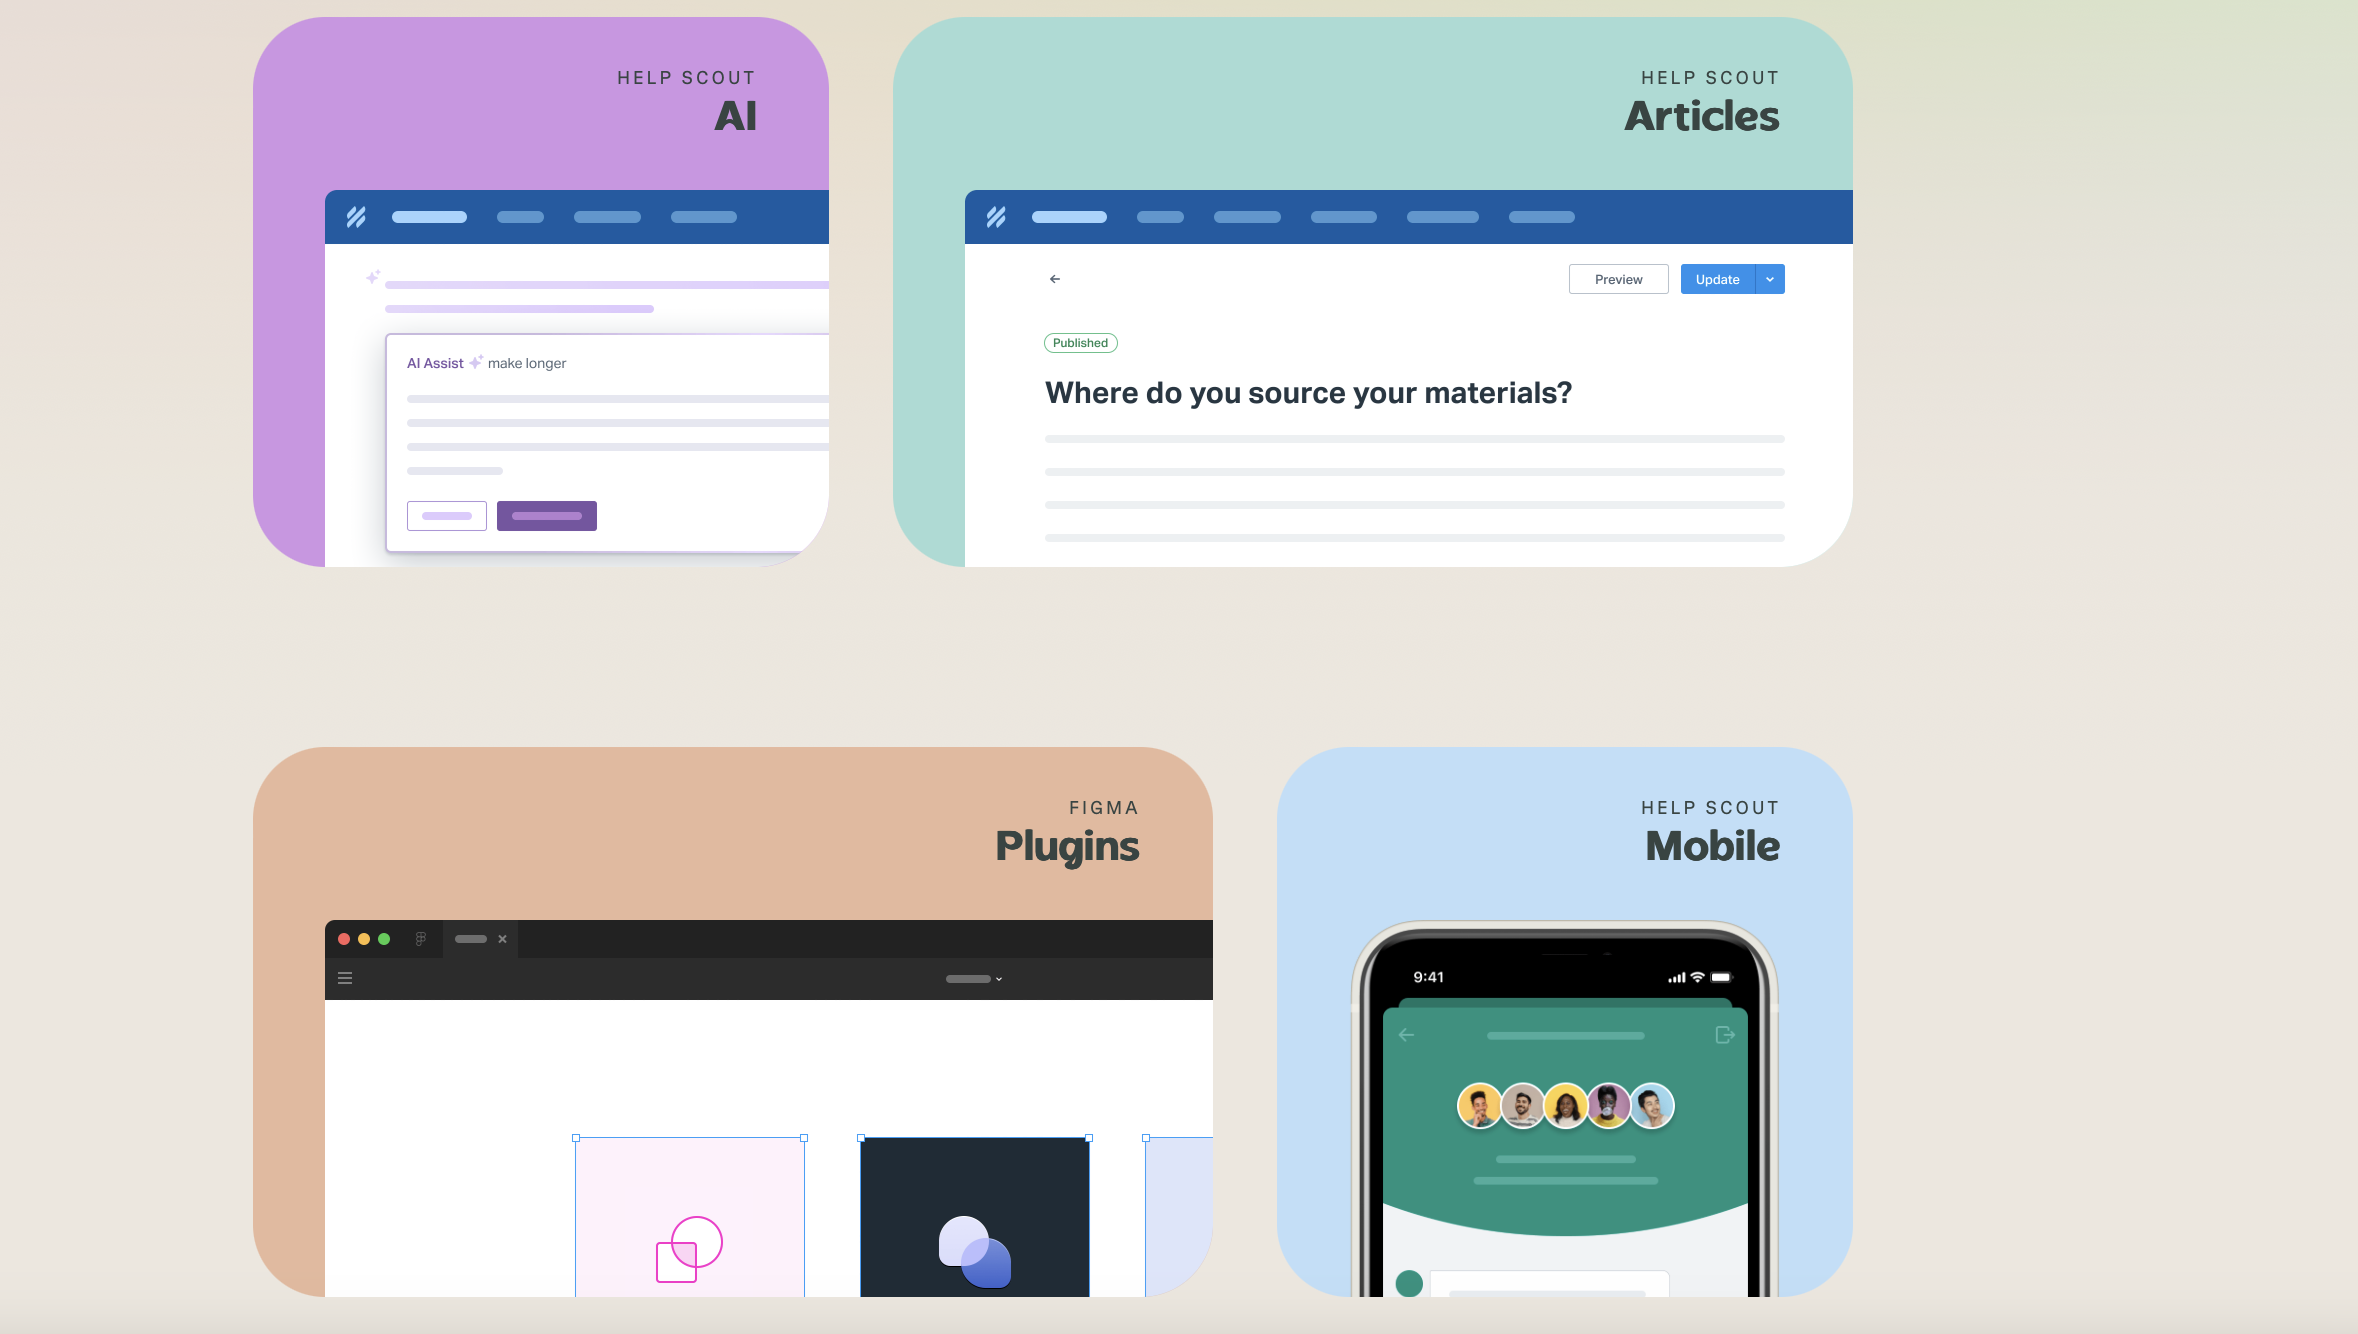 HELP SCOUT
AI
AI Assist make longer
HELP SCOUT
Articles
Preview
Update
Published
Where do you source your materials?
FIGMA
Plugins
HELP SCOUT
Mobile
9:41